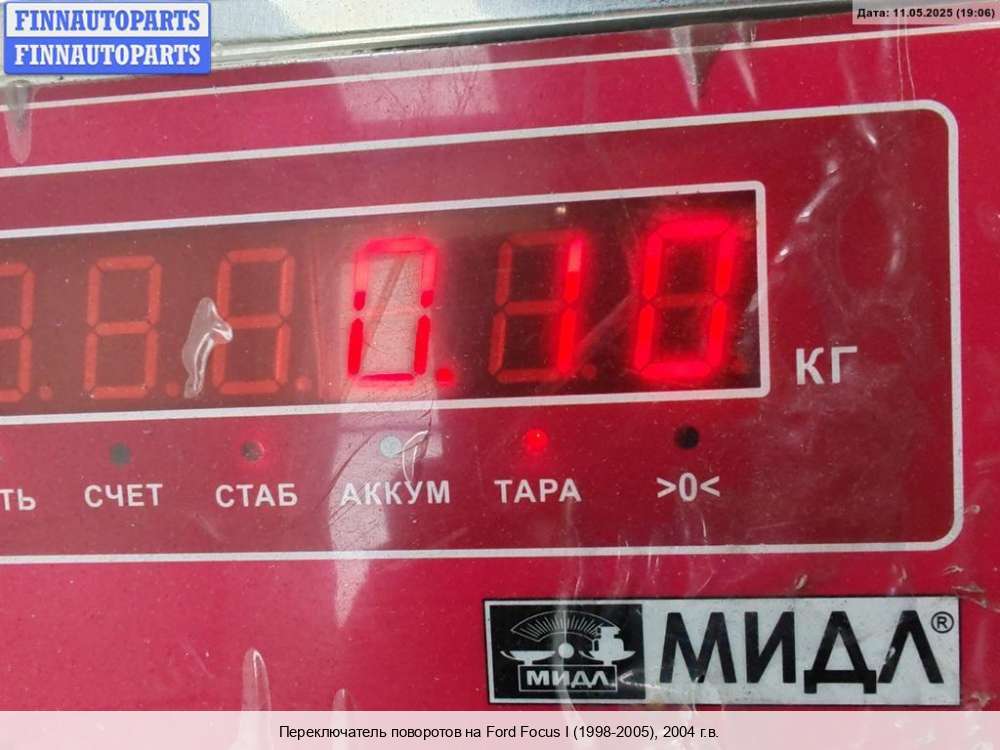 FINNAUTOPARTS
FINNAUTOPARTS
Дата: 11.05.2025 (19:06)
0.10
КГ
ТЬ СЧЕТ СТАБ АККУМ ТАРА >0<
МИДЛ
МИДЛ®
Переключатель поворотов на Ford Focus I (1998-2005), 2004 г.в.